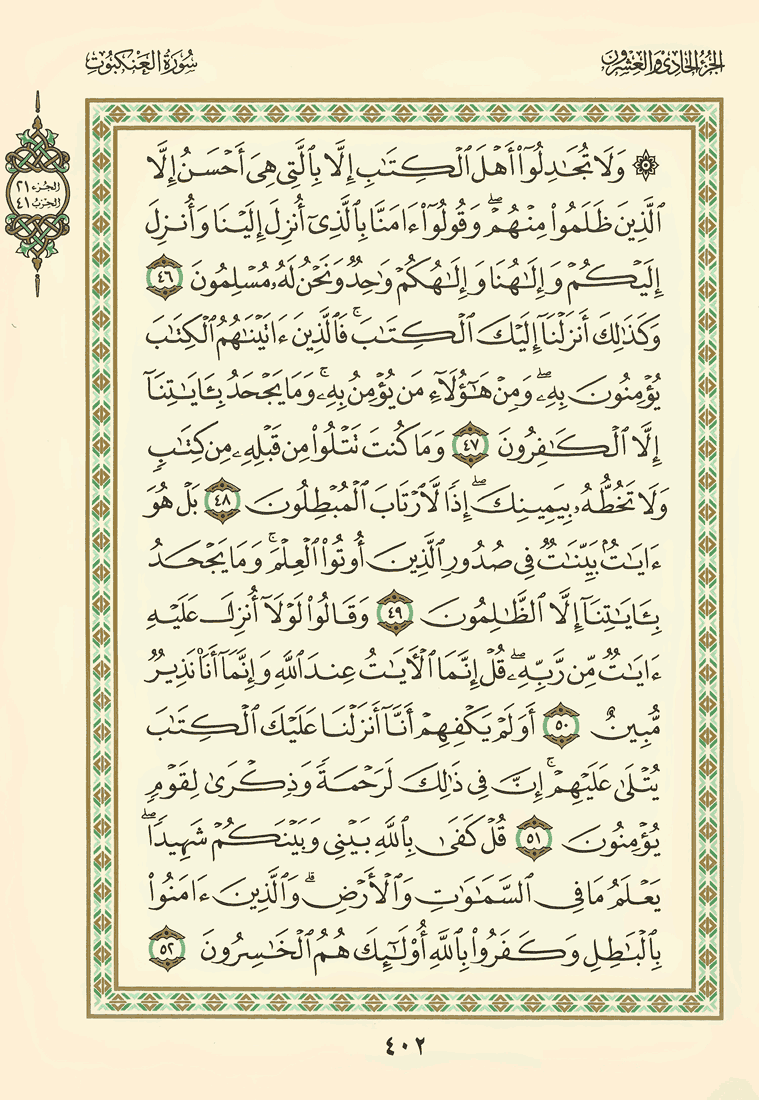 الجزء الحادي والعشرون
سورة العنكبوت
الجزء ٢١
الحزب ٤١
۞ وَلَا تُجَٰدِلُوٓا۟ أَهْلَ ٱلْكِتَٰبِ إِلَّا بِٱلَّتِى هِىَ أَحْسَنُ إِلَّا
ٱلَّذِينَ ظَلَمُوا۟ مِنْهُمْ ۖ وَقُولُوٓا۟ ءَامَنَّا بِٱلَّذِىٓ أُنزِلَ إِلَيْنَا وَأُنزِلَ
إِلَيْكُمْ وَإِلَٰهُنَا وَإِلَٰهُكُمْ وَٰحِدٌ وَنَحْنُ لَهُۥ مُسْلِمُونَ ٤٦
وَكَذَٰلِكَ أَنزَلْنَآ إِلَيْكَ ٱلْكِتَٰبَ ۚ فَٱلَّذِينَ ءَاتَيْنَٰهُمُ ٱلْكِتَٰبَ
يُؤْمِنُونَ بِهِۦ ۖ وَمِنْ هَٰٓؤُلَآءِ مَن يُؤْمِنُ بِهِۦ ۚ وَمَا يَجْحَدُ بِـَٔايَٰتِنَآ
إِلَّا ٱلْكَٰفِرُونَ ٤٧ وَمَا كُنتَ تَتْلُوا۟ مِن قَبْلِهِۦ مِن كِتَٰبٍ
وَلَا تَخُطُّهُۥ بِيَمِينِكَ ۖ إِذًا لَّٱرْتَابَ ٱلْمُبْطِلُونَ ٤٨ بَلْ هُوَ
ءَايَٰتٌۢ بَيِّنَٰتٌ فِى صُدُورِ ٱلَّذِينَ أُوتُوا۟ ٱلْعِلْمَ ۚ وَمَا يَجْحَدُ
بِـَٔايَٰتِنَآ إِلَّا ٱلظَّٰلِمُونَ ٤٩ وَقَالُوا۟ لَوْلَآ أُنزِلَ عَلَيْهِ
ءَايَٰتٌ مِّن رَّبِّهِۦ ۖ قُلْ إِنَّمَا ٱلْءَايَٰتُ عِندَ ٱللَّهِ وَإِنَّمَآ أَنَا۠ نَذِيرٌ
مُّبِينٌ ٥٠ أَوَلَمْ يَكْفِهِمْ أَنَّآ أَنزَلْنَا عَلَيْكَ ٱلْكِتَٰبَ
يُتْلَىٰ عَلَيْهِمْ ۚ إِنَّ فِى ذَٰلِكَ لَرَحْمَةً وَذِكْرَىٰ لِقَوْمٍ
يُؤْمِنُونَ ٥١ قُلْ كَفَىٰ بِٱللَّهِ بَيْنِى وَبَيْنَكُمْ شَهِيدًا ۖ
يَعْلَمُ مَا فِى ٱلسَّمَٰوَٰتِ وَٱلْأَرْضِ ۗ وَٱلَّذِينَ ءَامَنُوا۟
بِٱلْبَٰطِلِ وَكَفَرُوا۟ بِٱللَّهِ أُو۟لَٰٓئِكَ هُمُ ٱلْخَٰسِرُونَ ٥٢
٤٠٢